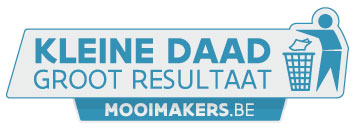 KLEINE DAAD
GROOT RESULTAAT
MOOIMAKERS.BE